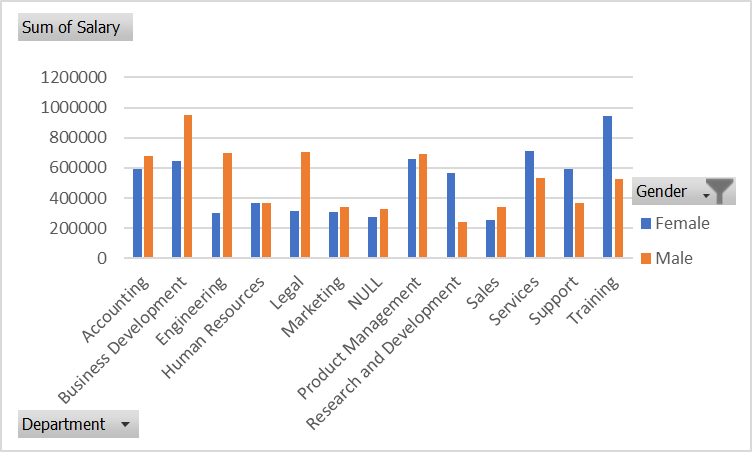 Sum of Salary
1200000
1000000
800000
600000
400000
200000
0
Accounting
Business Development
Engineering
Human Resources
Legal
Marketing
NULL
Product Management
Research and Development
Sales
Services
Support
Training
Gender
Female
Male
Department